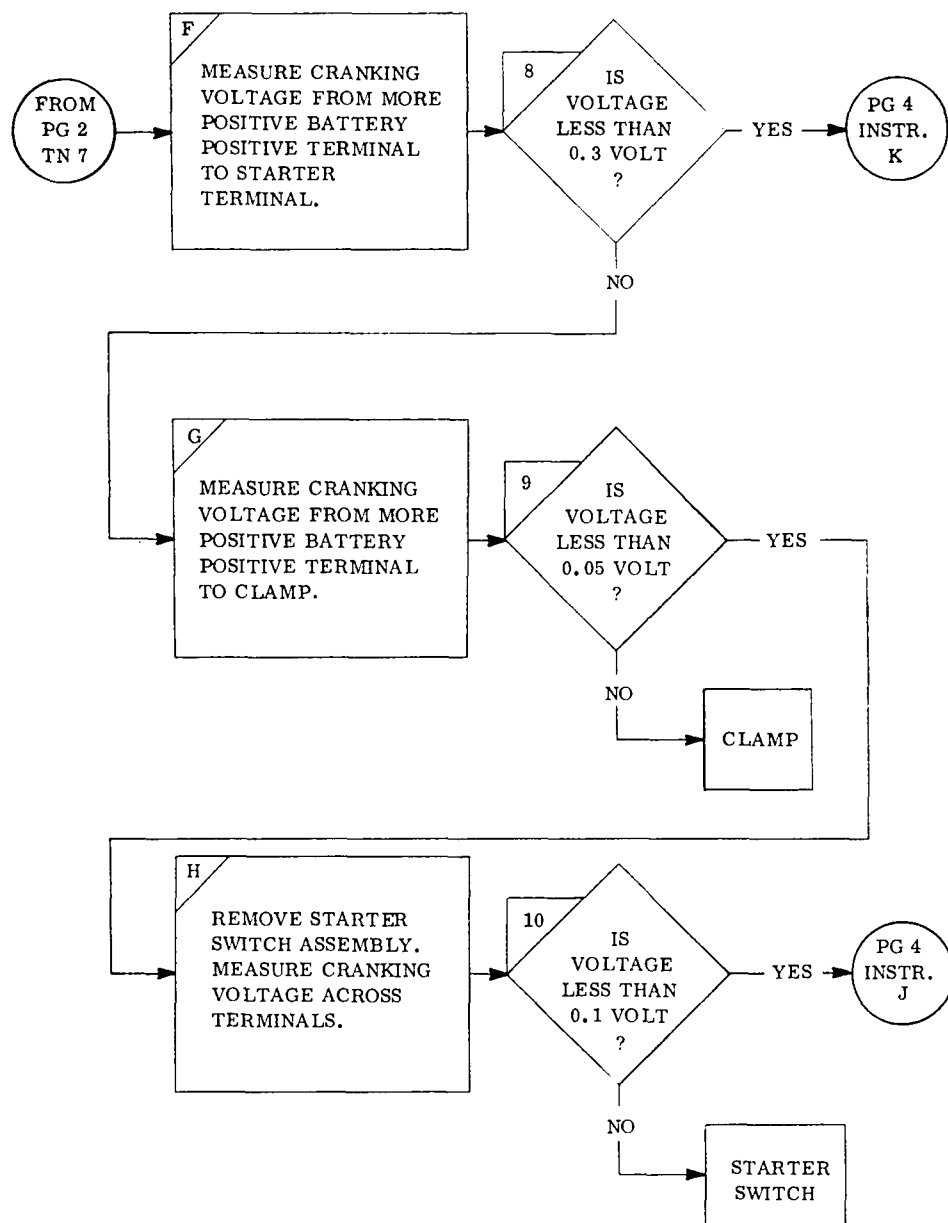 FROM
PG 2
TN 7
F
MEASURE CRANKING
VOLTAGE FROM MORE
POSITIVE BATTERY
POSITIVE TERMINAL
TO STARTER
TERMINAL.
8
IS
VOLTAGE
LESS THAN
0.3 VOLT
?
YES
PG 4
INSTR.
K
NO
G
MEASURE CRANKING
VOLTAGE FROM MORE
POSITIVE BATTERY
POSITIVE TERMINAL
TO CLAMP.
9
IS
VOLTAGE
LESS THAN
0.05 VOLT
?
YES
NO
CLAMP
H
REMOVE STARTER
SWITCH ASSEMBLY.
MEASURE CRANKING
VOLTAGE ACROSS
TERMINALS.
10
IS
VOLTAGE
LESS THAN
0.1 VOLT
?
YES
PG 4
INSTR.
J
NO
STARTER
SWITCH